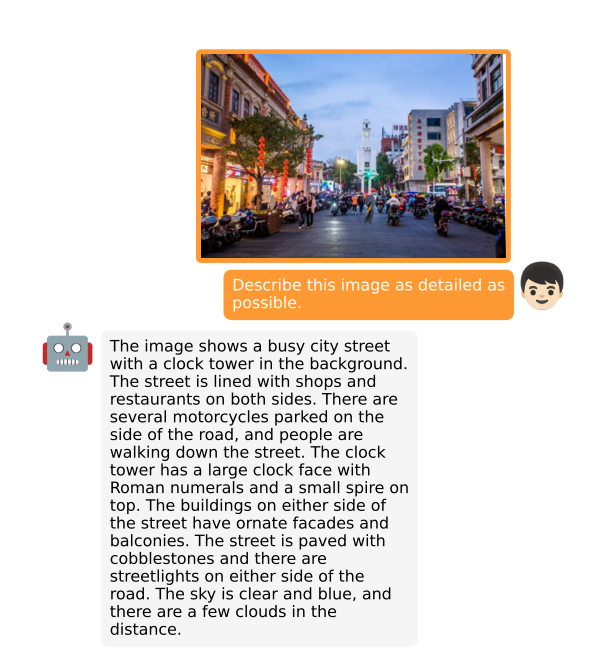 Describe this image as detailed as
possible.
The image shows a busy city street
with a clock tower in the background.
The street is lined with shops and
restaurants on both sides. There are
several motorcycles parked on the
side of the road, and people are
walking down the street. The clock
tower has a large clock face with
Roman numerals and a small spire on
top. The buildings on either side of
the street have ornate facades and
balconies. The street is paved with
cobblestones and there are
streetlights on either side of the
road. The sky is clear and blue, and
there are a few clouds in the
distance.